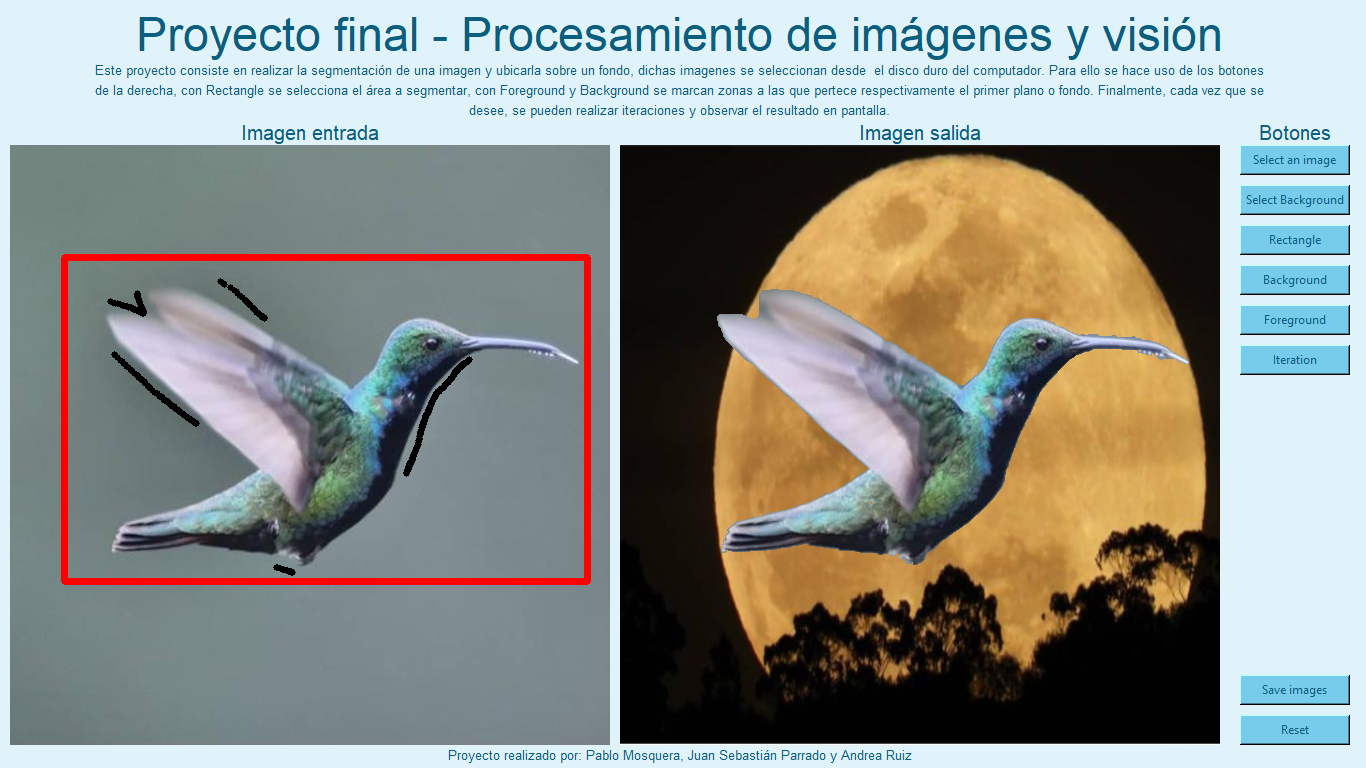 Proyecto final - Procesamiento de imágenes y visión
Este proyecto consiste en realizar la segmentación de una imagen y ubicarla sobre un fondo, dichas imagenes se seleccionan desde el disco duro del computador. Para ello se hace uso de los botones
de la derecha, con Rectangle se selecciona el área a segmentar, con Foreground y Background se marcan zonas a las que pertece respectivamente el primer plano o fondo. Finalmente, cada vez que se
desee, se pueden realizar iteraciones y observar el resultado en pantalla.
Imagen entrada
Imagen salida
Botones
Select an image
Select Background
Rectangle
Background
Foreground
Iteration
Save images
Reset
Proyecto realizado por: Pablo Mosquera, Juan Sebastián Parrado y Andrea Ruiz